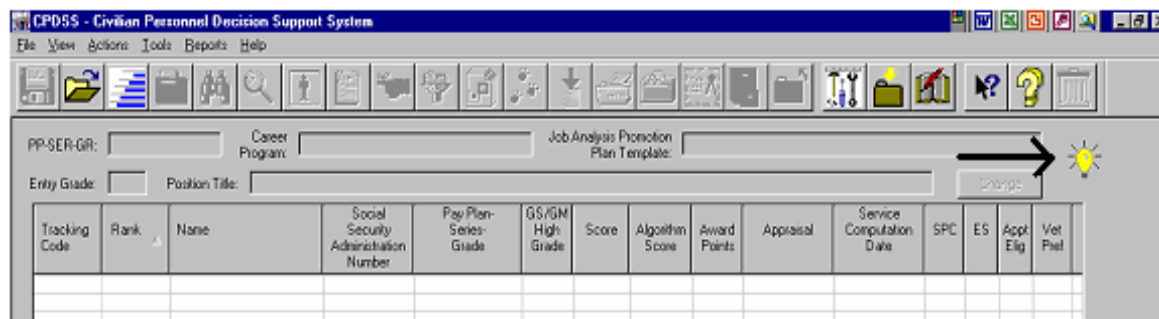 CPDSS - Civilian Personnel Decision Support System
File View Actions Tools Reports Help
PP-SER-GR: Career Program: Job Analysis Promotion Plan Template:
Entry Grade: Position Title: Change
Tracking Code Rank Name Social Security Administration Number Pay Plan-Series-Grade GS/GM High Grade Score Algorithm Score Award Points Appraisal Service Computation Date SPC ES Appt Elig Vet Pref